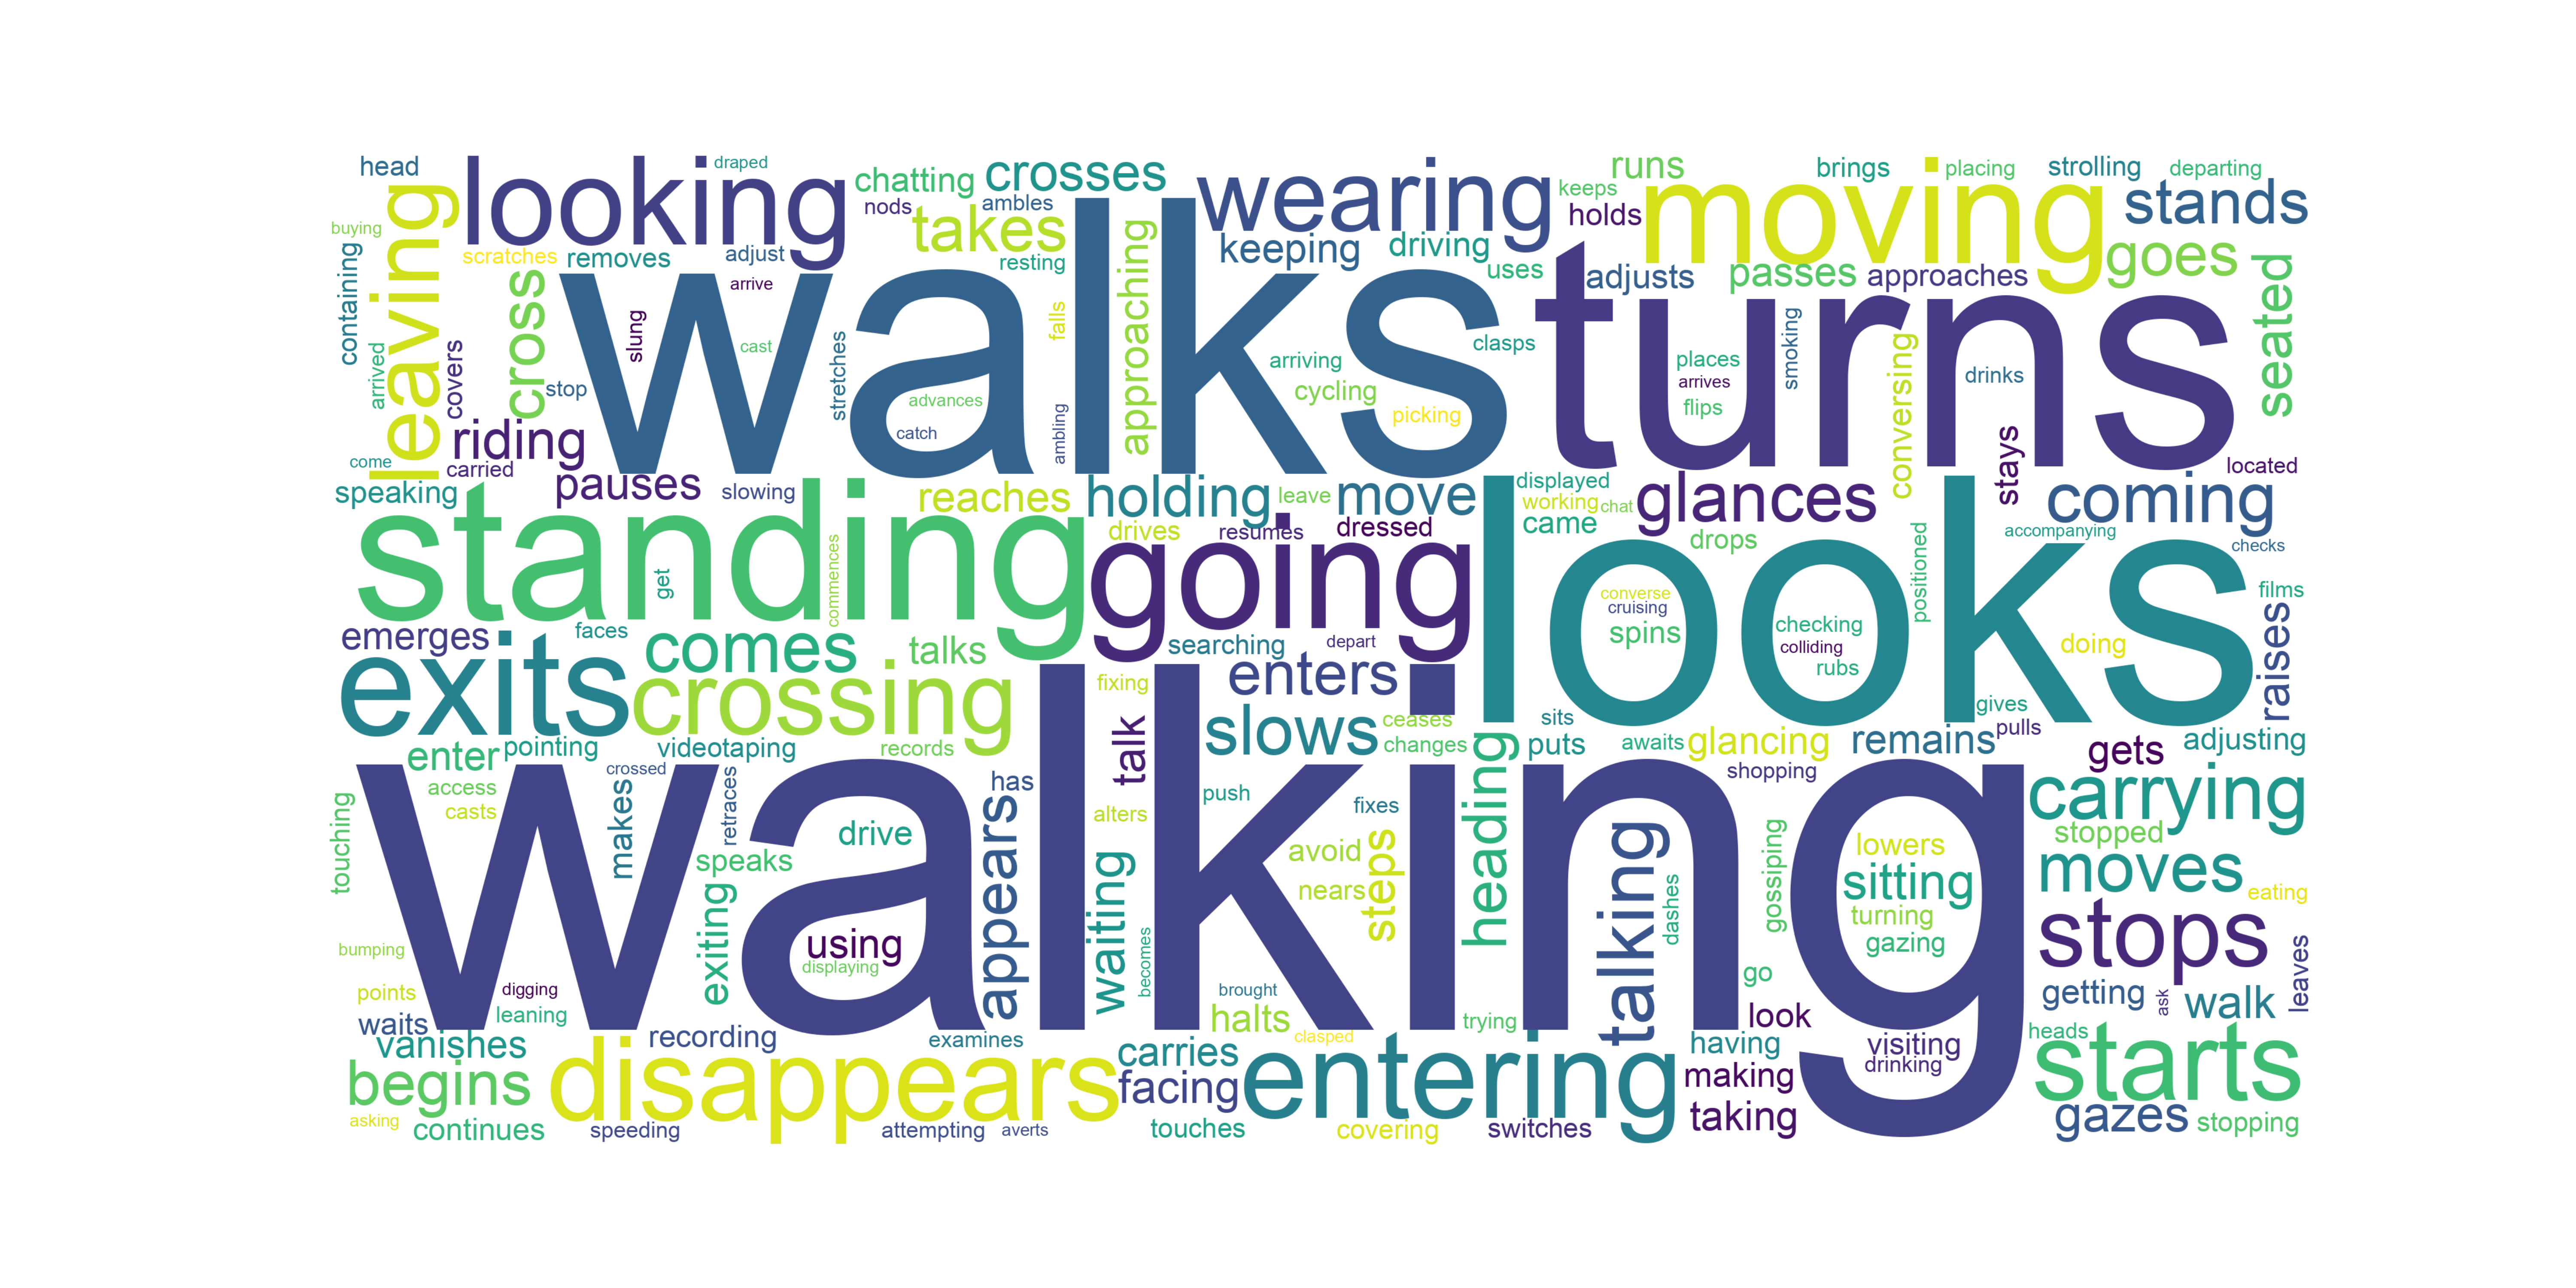 head
draped
looking
chatting
crosses
wearing
runs
brings
placing
strolling
departing
keeps
moving
stands
nods
ambles
holds
buying
leaving
takes
scratches
removes
adjust
resting
approaching
keeping
driving
uses
adjusts
passes
approaches
goes
containing
cross
walks
arrive
turns
seated
slung
cast
stretches
falls
clasps
arriving
places
smoking
conversing
drinks
arrived
covers
stop
advances
cycling
arrives
picking
flips
catch
ambling
riding
come
carried
stays
located
speaking
pauses
slowing
reaches
holding
leave
move
displayed
glances
coming
working
chat
standing
drives
resumes
dressed
came
looks
drops
positioned
accompanying
checks
going
get
commences
converse
cruising
films
emerges
faces
comes
talks
searching
depart
spins
checking
colliding
rubs
doing
raises
exits
crossing
fixing
enters
gives
talk
slows
ceases
changes
sits
puts
pulls
enter
pointing
videotaping
records
heading
awaits
glancing
remains
gets
adjusting
walking
crossed
has
shopping
access
casts
makes
retraces
push
fixes
carrying
touching
alters
drive
appears
waiting
steps
avoid
talking
dashes
gossiping
lowers
stopped
speaks
nears
sitting
moves
eating
exiting
turning
using
gazing
stops
bumping
displaying
becomes
go
leaves
points
digging
brought
getting
ask
walk
leaning
waits
halts
trying
look
vanishes
recording
examines
clasped
having
visiting
heads
starts
carries
entering
drinking
begins
disappears
facing
making
taking
gazes
asking
continues
speeding
attempting
averts
touches
covering
switches
stopping